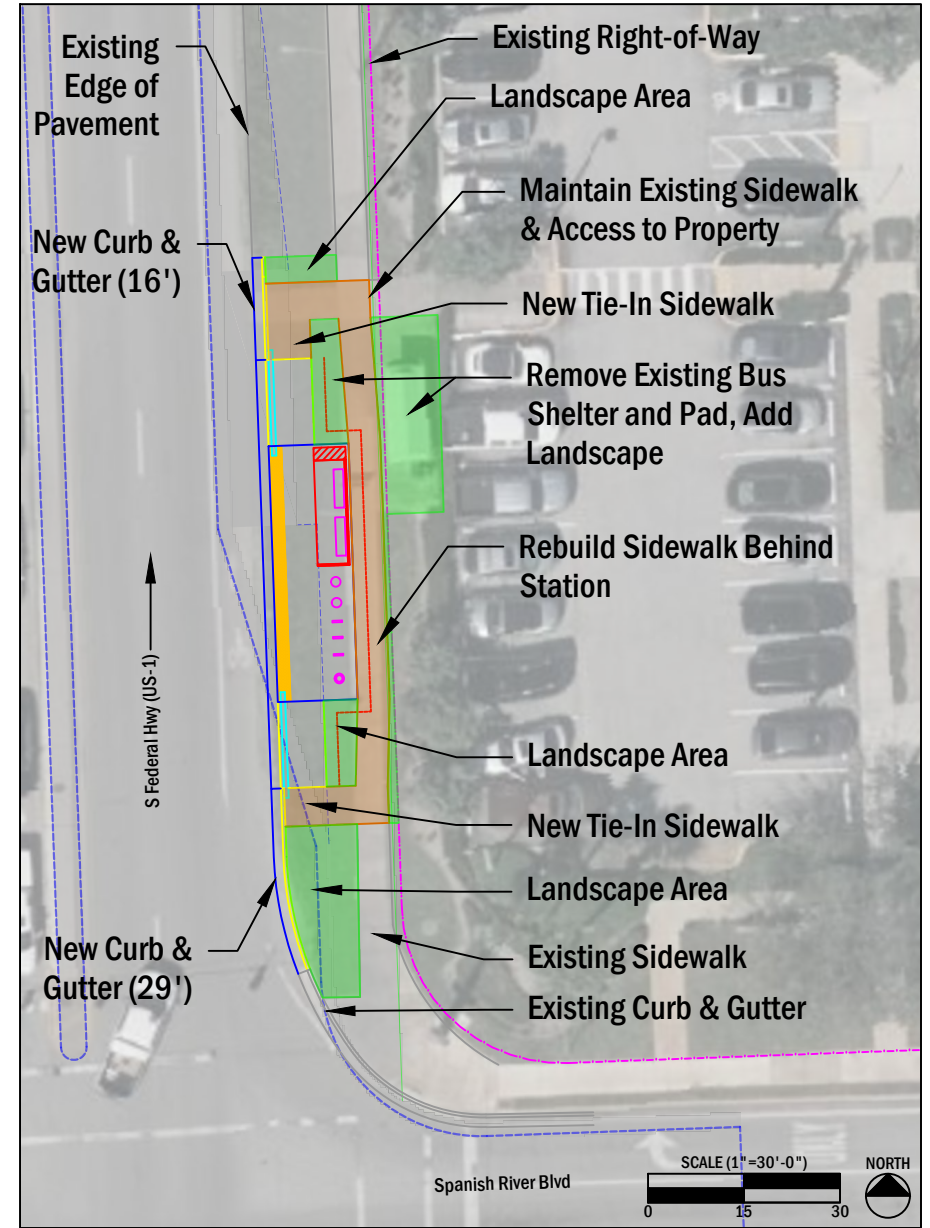 Existing
Edge of
Pavement
Existing Right-of-Way
Landscape Area
Maintain Existing Sidewalk
& Access to Property
New Curb &
Gutter (16')
New Tie-In Sidewalk
Remove Existing Bus
Shelter and Pad, Add
Landscape
Rebuild Sidewalk Behind
Station
S Federal Hwy (US-1)
Landscape Area
New Tie-In Sidewalk
Landscape Area
New Curb &
Gutter (29')
Existing Sidewalk
Existing Curb & Gutter
Spanish River Blvd
SCALE (1"=30'-0")
0 15 30
NORTH